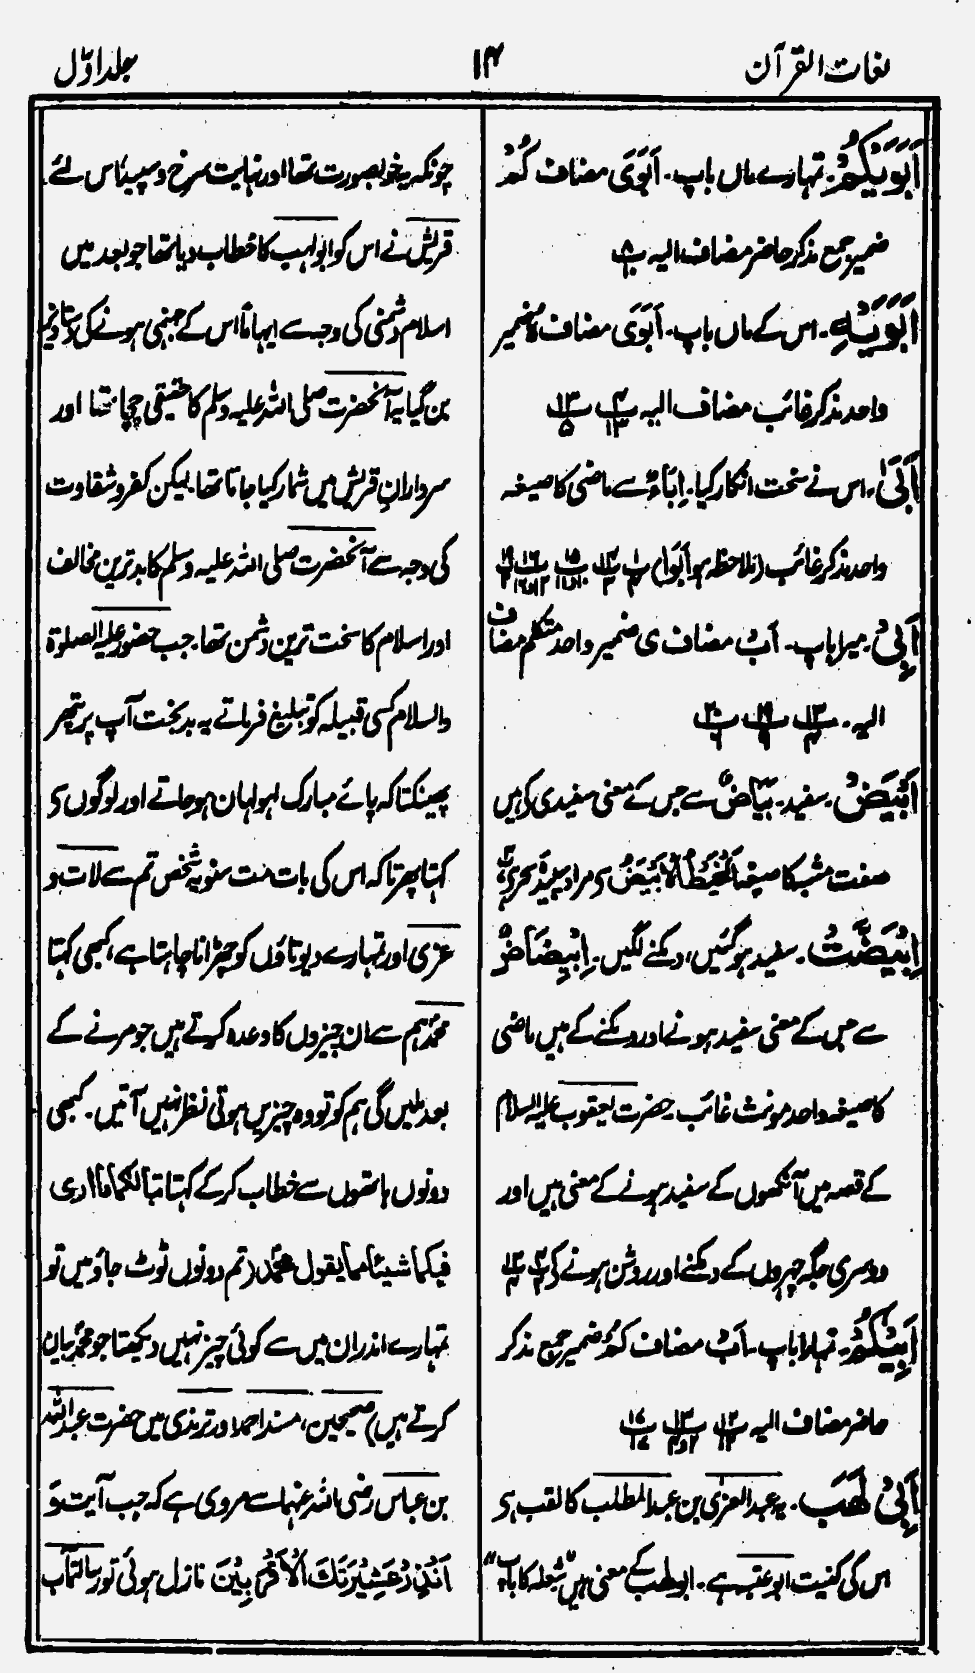 لغات القرآن
۱۴
جلد اوّل
أَبَوَيْكُمْ۔ تمہارے ماں باپ۔ اَبَوَی مضاف کُمْ
ضمیر جمع مذکر حاضر مضاف الیہ پ
أَبَوَيْهِ۔ اس کے ماں باپ۔ اَبَوَی مضاف ہٗ ضمیر
واحد مذکر غائب مضاف الیہ
أَبٰى۔ اس نے سخت انکار کیا۔ اِبَاءٌ سے ماضی کا صیغہ
واحد مذکر غائب (ملاحظہ ہو اَبَوْا)
أَبِيْ۔ میرا باپ۔ اَبْ مضاف ی ضمیر واحد متکلم مضاف
الیہ۔
أَبْيَضُ۔ سفید۔ بَيَاضٌ سے جس کے معنی سفیدی کے ہیں
صفت مشبہ کا صیغہ اَلْخَيْطُ الْاَبْيَضُ سے مراد سپیدۂ سحری ہے
اِبْيَضَّتْ۔ سفید ہو گئیں، دمکنے لگیں۔ اِبْيِضَاضٌ
سے جس کے معنی سفید ہونے اور دمکنے کے ہیں ماضی
کا صیغہ واحد مونث غائب۔ حضرت یعقوب علیہ السلام
کے قصہ میں آنکھوں کے سفید ہونے کے معنی ہیں اور
دوسری جگہ چہروں کے دمکنے اور روشن ہونے کے
أَبِيْكُمْ۔ تمہارا باپ۔ اَبْ مضاف کُمْ ضمیر جمع مذکر
حاضر مضاف الیہ
أَبِيْ لَهَبٍ۔ یہ عبد العزی بن عبد المطلب کا لقب ہے
اس کی کنیت ابو عتبہ ہے۔ ابو لہب کے معنی ہیں "شعلہ کا باپ"
چونکہ یہ خوبصورت تھا اور نہایت سرخ و سپید، اس لئے
قریش نے اس کو ابو لہب کا خطاب دیا تھا جو بعد میں
اسلام دشمنی کی وجہ سے ایہاماً اس کے جہنمی ہونے کی دستاویز
بن گیا یہ آنحضرت صلی اللہ علیہ وسلم کا حقیقی چچا تھا اور
سرداران قریش میں شمار کیا جاتا تھا۔ لیکن کفر و شقاوت
کی وجہ سے آنحضرت صلی اللہ علیہ وسلم کا بدترین مخالف
اور اسلام کا سخت ترین دشمن تھا۔ جب حضور علیہ الصلوۃ
والسلام کسی قبیلہ کو تبلیغ فرماتے یہ بدبخت آپ پر پتھر
پھینکتا کہ پائے مبارک لہولہان ہو جاتے اور لوگوں سے
کہتا پھرتا کہ اس کی بات مت سنو یہ شخص تم سے لات و
عزی اور تمہارے دیوتاؤں کو چھڑانا چاہتا ہے، کبھی کہتا
محمدؐ ہم سے ان چیزوں کا وعدہ کرتے ہیں جو مرنے کے
بعد ملیں گی ہم کو تو وہ چیزیں ہوتی نظر نہیں آتیں۔ کبھی
دونوں ہاتھوں سے خطاب کر کے کہتا تبا لکما ما ادری
فیکما شیئا مما یقول محمد (تم دونوں ٹوٹ جاؤ میں تو
تمہارے اندر ان میں سے کوئی چیز نہیں دیکھتا جو محمدؐ بیان
کرتے ہیں) صحیحین، مسند احمد اور ترمذی میں حضرت عبد اللہ
بن عباس رضی اللہ عنہما سے مروی ہے کہ جب آیت وَ
اَنْذِرْ عَشِيْرَتَكَ الْاَقْرَبِيْنَ نازل ہوئی تو رسالتمآب